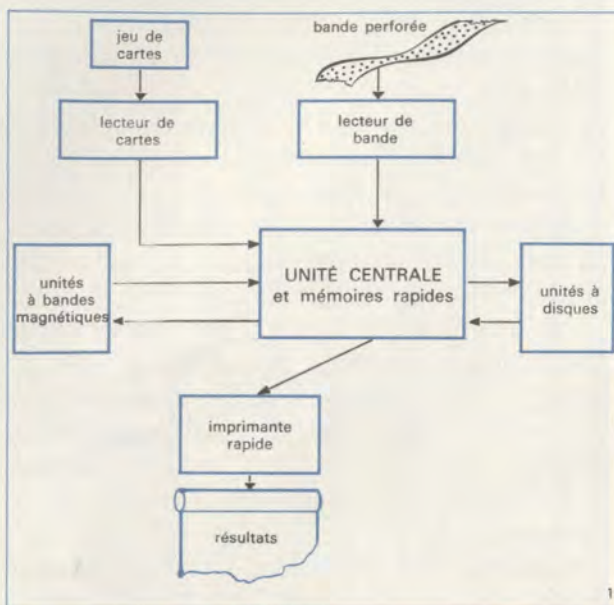 jeu de
cartes
bande perforée
lecteur de
cartes
lecteur de
bande
unités
à bandes
magnétiques
UNITÉ CENTRALE
et mémoires rapides
unités à
disques
imprimante
rapide
résultats
1